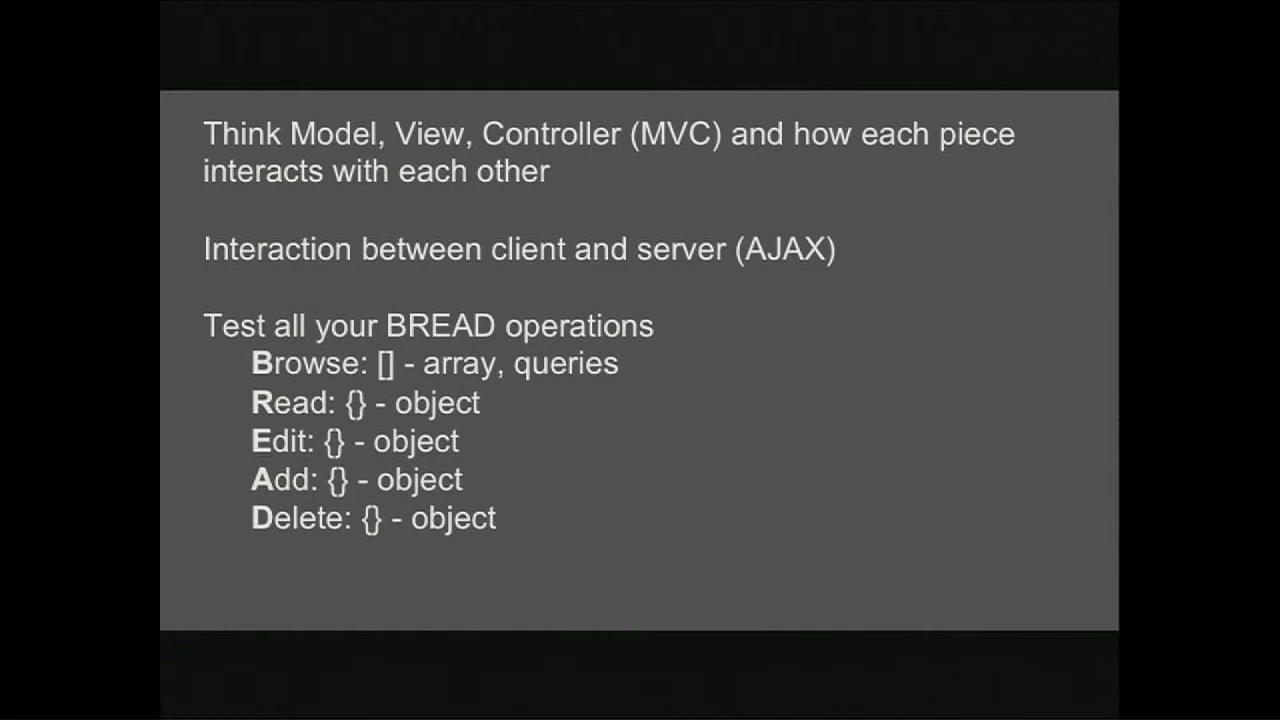 Think Model, View, Controller (MVC) and how each piece
interacts with each other
Interaction between client and server (AJAX)
Test all your BREAD operations
Browse: [] - array, queries
Read: {} - object
Edit: {} - object
Add: {} - object
Delete: {} - object